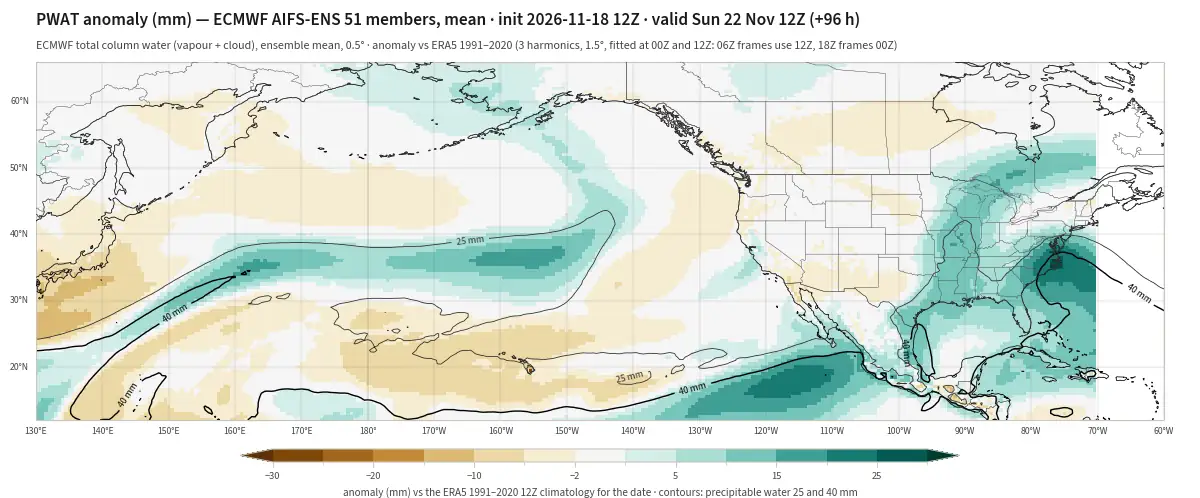 PWAT anomaly (mm) — ECMWF AIFS-ENS 51 members, mean · init 2026-11-18 12Z · valid Sun 22 Nov 12Z (+96 h)
ECMWF total column water (vapour + cloud), ensemble mean, 0.5° · anomaly vs ERA5 1991–2020 (3 harmonics, 1.5°, fitted at 00Z and 12Z: 06Z frames use 12Z, 18Z frames 00Z)
60°N
50°N
40°N
30°N
20°N
25 mm
40 mm
40 mm
25 mm
40 mm
40 mm
40 mm
130°E 140°E 150°E 160°E 170°E 180° 170°W 160°W 150°W 140°W 130°W 120°W 110°W 100°W 90°W 80°W 70°W 60°W
−30 −20 −10 −2 5 15 25
anomaly (mm) vs the ERA5 1991–2020 12Z climatology for the date · contours: precipitable water 25 and 40 mm